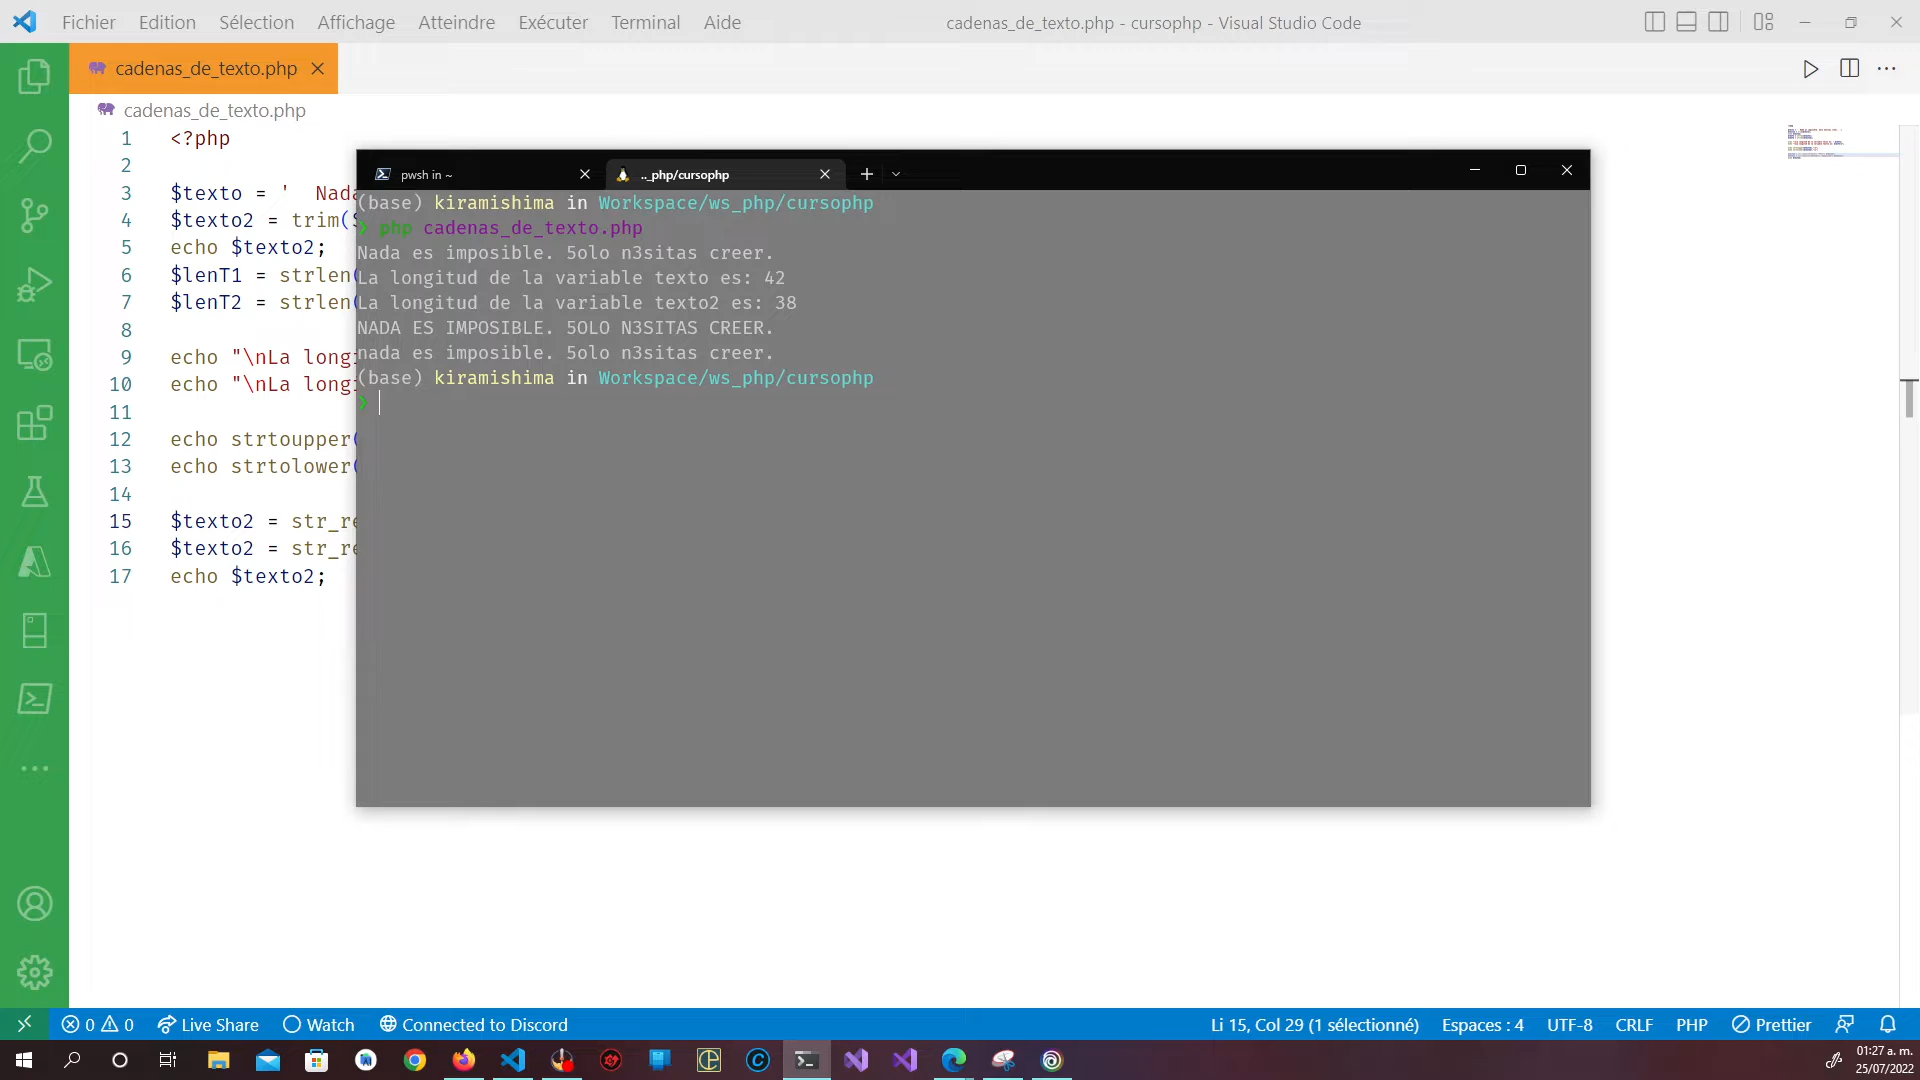 Fichier Edition Sélection Affichage Atteindre Exécuter Terminal Aide cadenas_de_texto.php - cursophp - Visual Studio Code
cadenas_de_texto.php
cadenas_de_texto.php
1 <?php
2
3 $texto = '  Nada
4 $texto2 = trim($
5 echo $texto2;
6 $lenT1 = strlen(
7 $lenT2 = strlen(
8
9 echo "\nLa longi
10 echo "\nLa longi
11
12 echo strtoupper(
13 echo strtolower(
14
15 $texto2 = str_re
16 $texto2 = str_re
17 echo $texto2;
pwsh in ~ .._php/cursophp
(base) kiramishima in Workspace/ws_php/cursophp
❯ php cadenas_de_texto.php
Nada es imposible. 5olo n3sitas creer.
La longitud de la variable texto es: 42
La longitud de la variable texto2 es: 38
NADA ES IMPOSIBLE. 5OLO N3SITAS CREER.
nada es imposible. 5olo n3sitas creer.
(base) kiramishima in Workspace/ws_php/cursophp
❯
0 0 Live Share Watch Connected to Discord Li 15, Col 29 (1 sélectionné) Espaces : 4 UTF-8 CRLF PHP Prettier
01:27 a. m.
25/07/2022